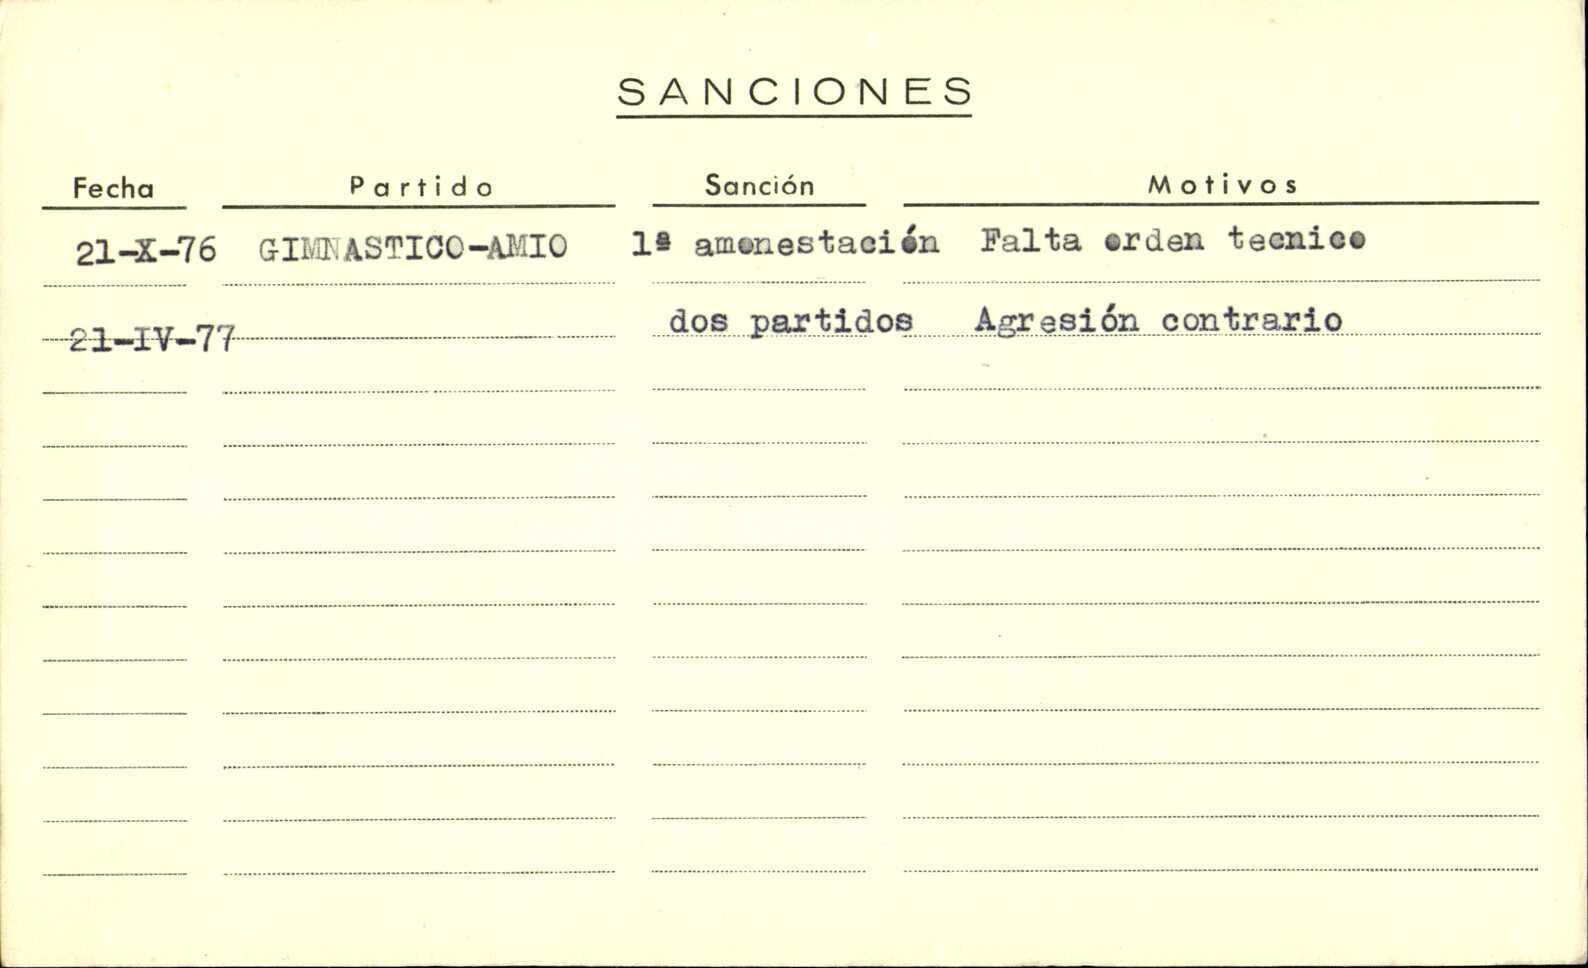 SANCIONES
Fecha Partido Sanción Motivos
21-X-76 GIMNASTICO-AMIO 1ª amonestación Falta orden tecnico
21-IV-77 dos partidos Agresión contrario